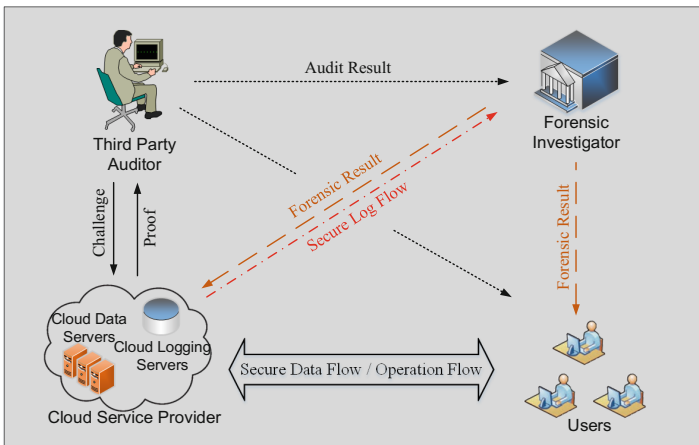 Audit Result
Third Party
Auditor
Forensic
Investigator
Forensic Result
Secure Log Flow
Challenge
Proof
Forensic Result
Cloud Data
Servers
Cloud Logging
Servers
Secure Data Flow / Operation Flow
Cloud Service Provider
Users